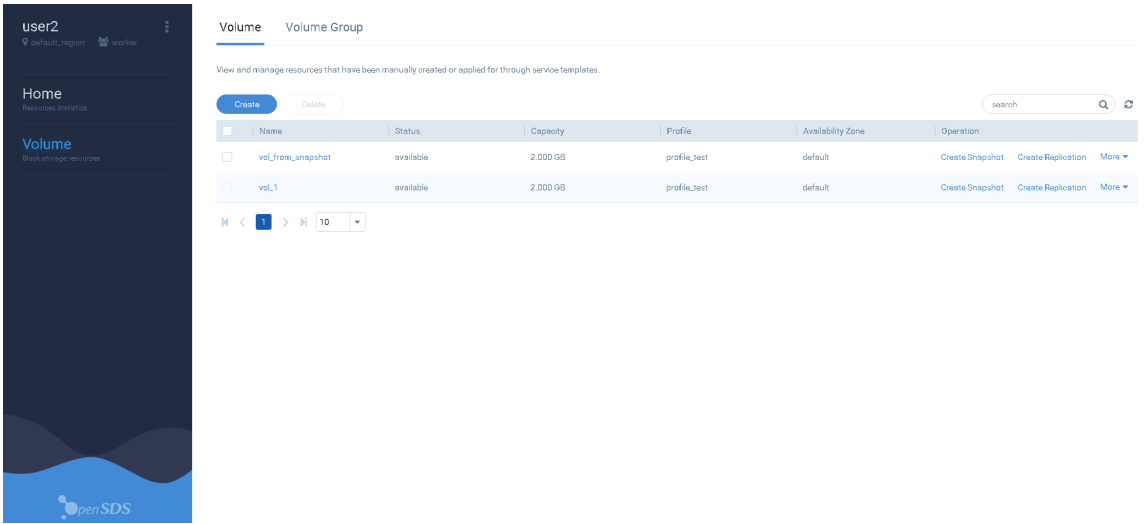 user2
default_region worker
Home
Resources statistics
Volume
Block storage resources
OpenSDS
Volume Volume Group
View and manage resources that have been manually created or applied for through service templates.
Create Delete search
Name Status Capacity Profile Availability Zone Operation
vol_from_snapshot available 2.000 GB profile_test default Create Snapshot Create Replication More
vol_1 available 2.000 GB profile_test default Create Snapshot Create Replication More
1 10